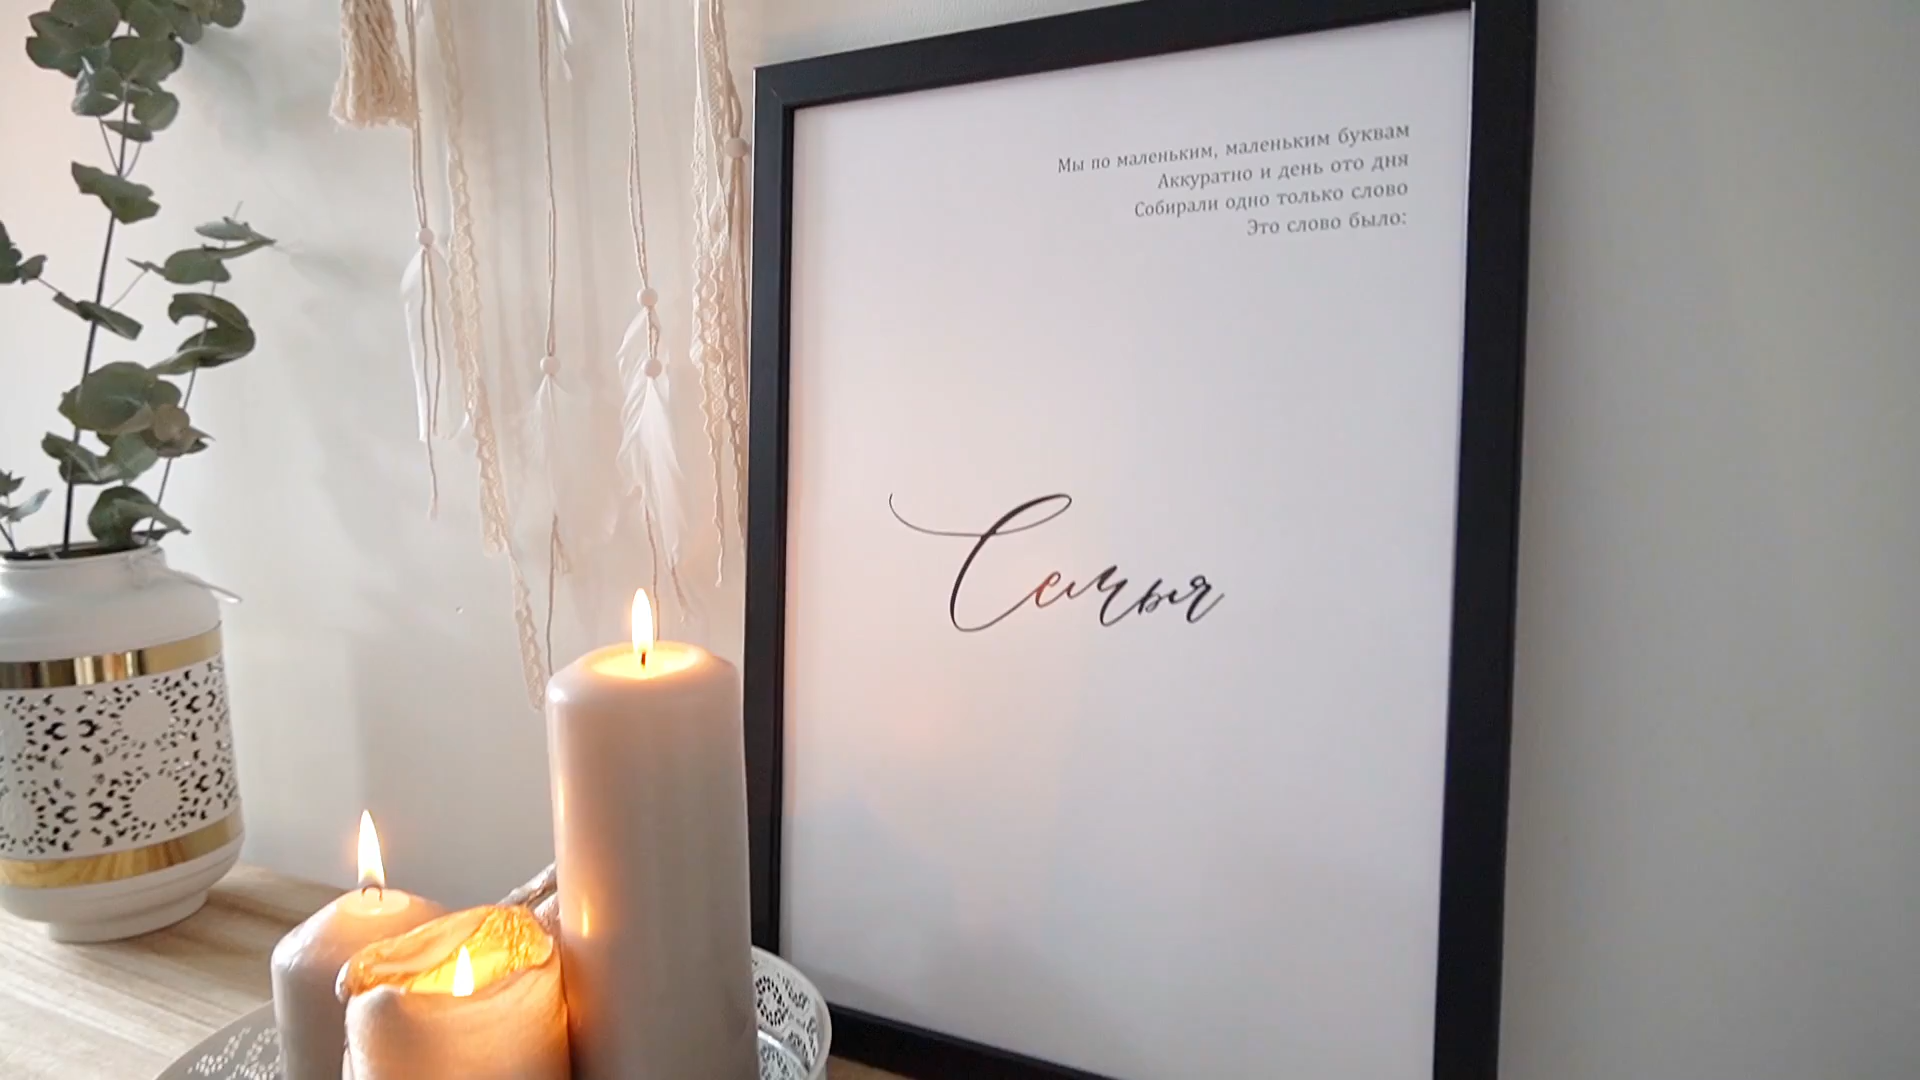 Мы по маленьким, маленьким буквам
Аккуратно и день ото дня
Собирали одно только слово
Это слово было:
Семья